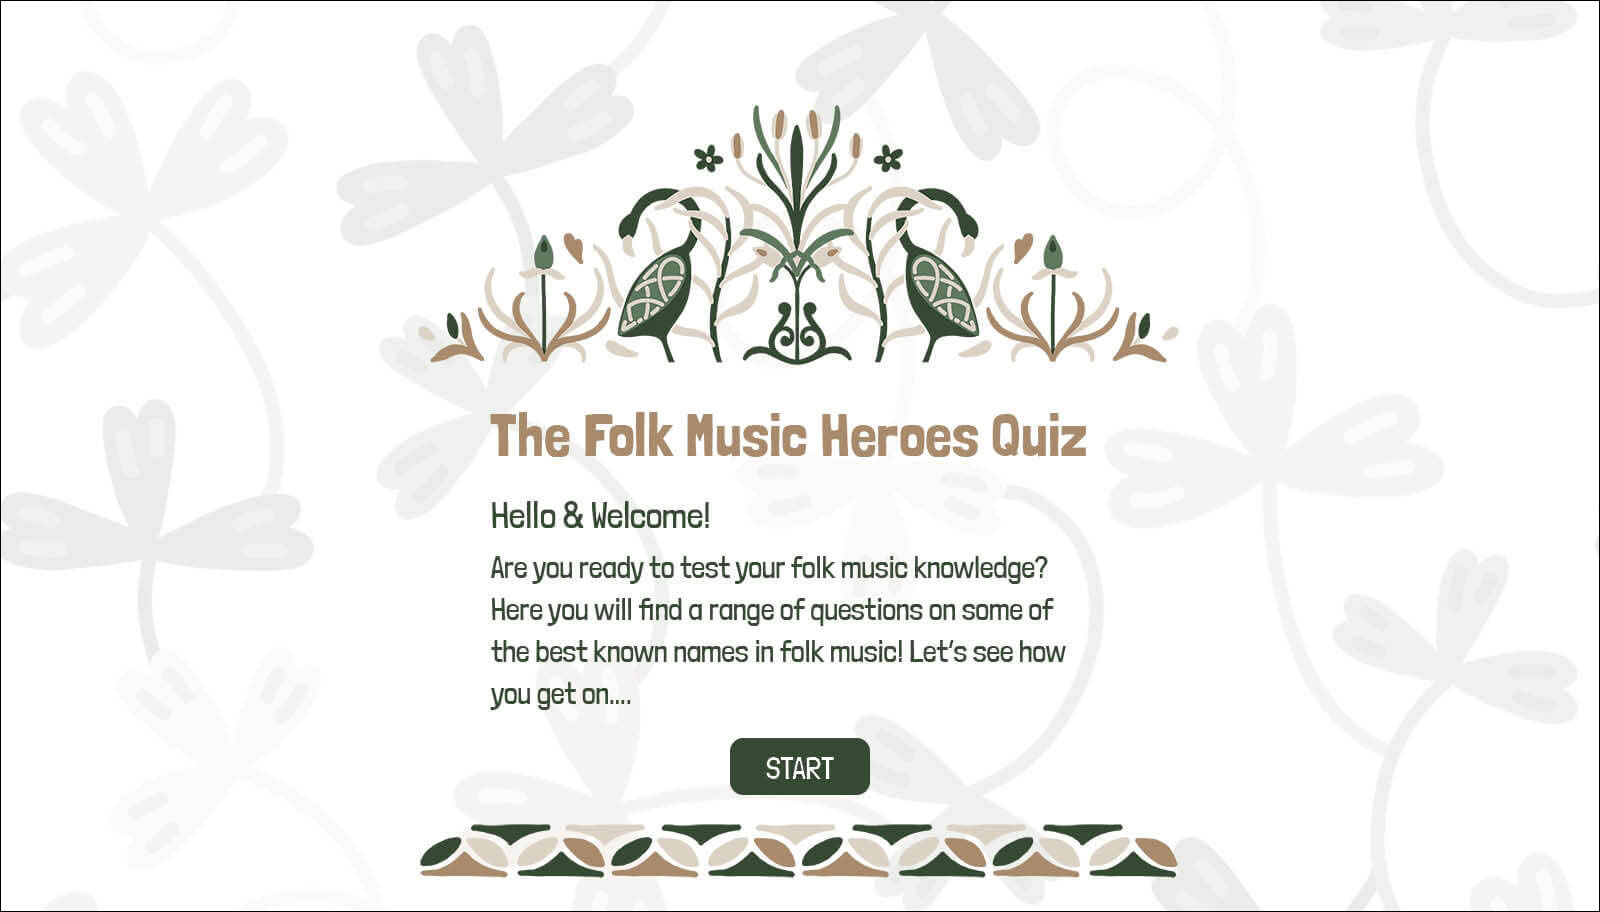 The Folk Music Heroes Quiz
Hello & Welcome!
Are you ready to test your folk music knowledge?
Here you will find a range of questions on some of
the best known names in folk music! Let's see how
you get on....
START